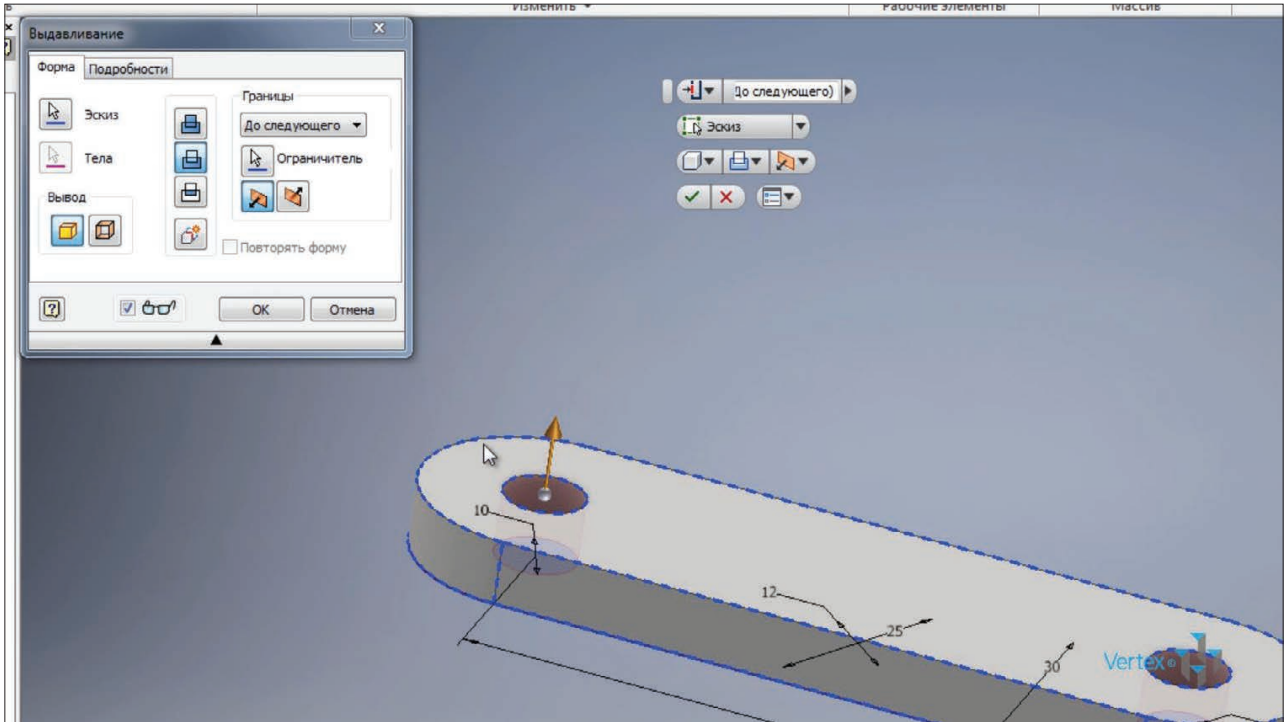 Изменить
Рабочие элементы
Массив
Выдавливание
Форма
Подробности
Эскиз
Тела
Вывод
Границы
До следующего
Ограничитель
Повторять форму
OK
Отмена
До следующего)
Эскиз
10
12
25
30
Vertex